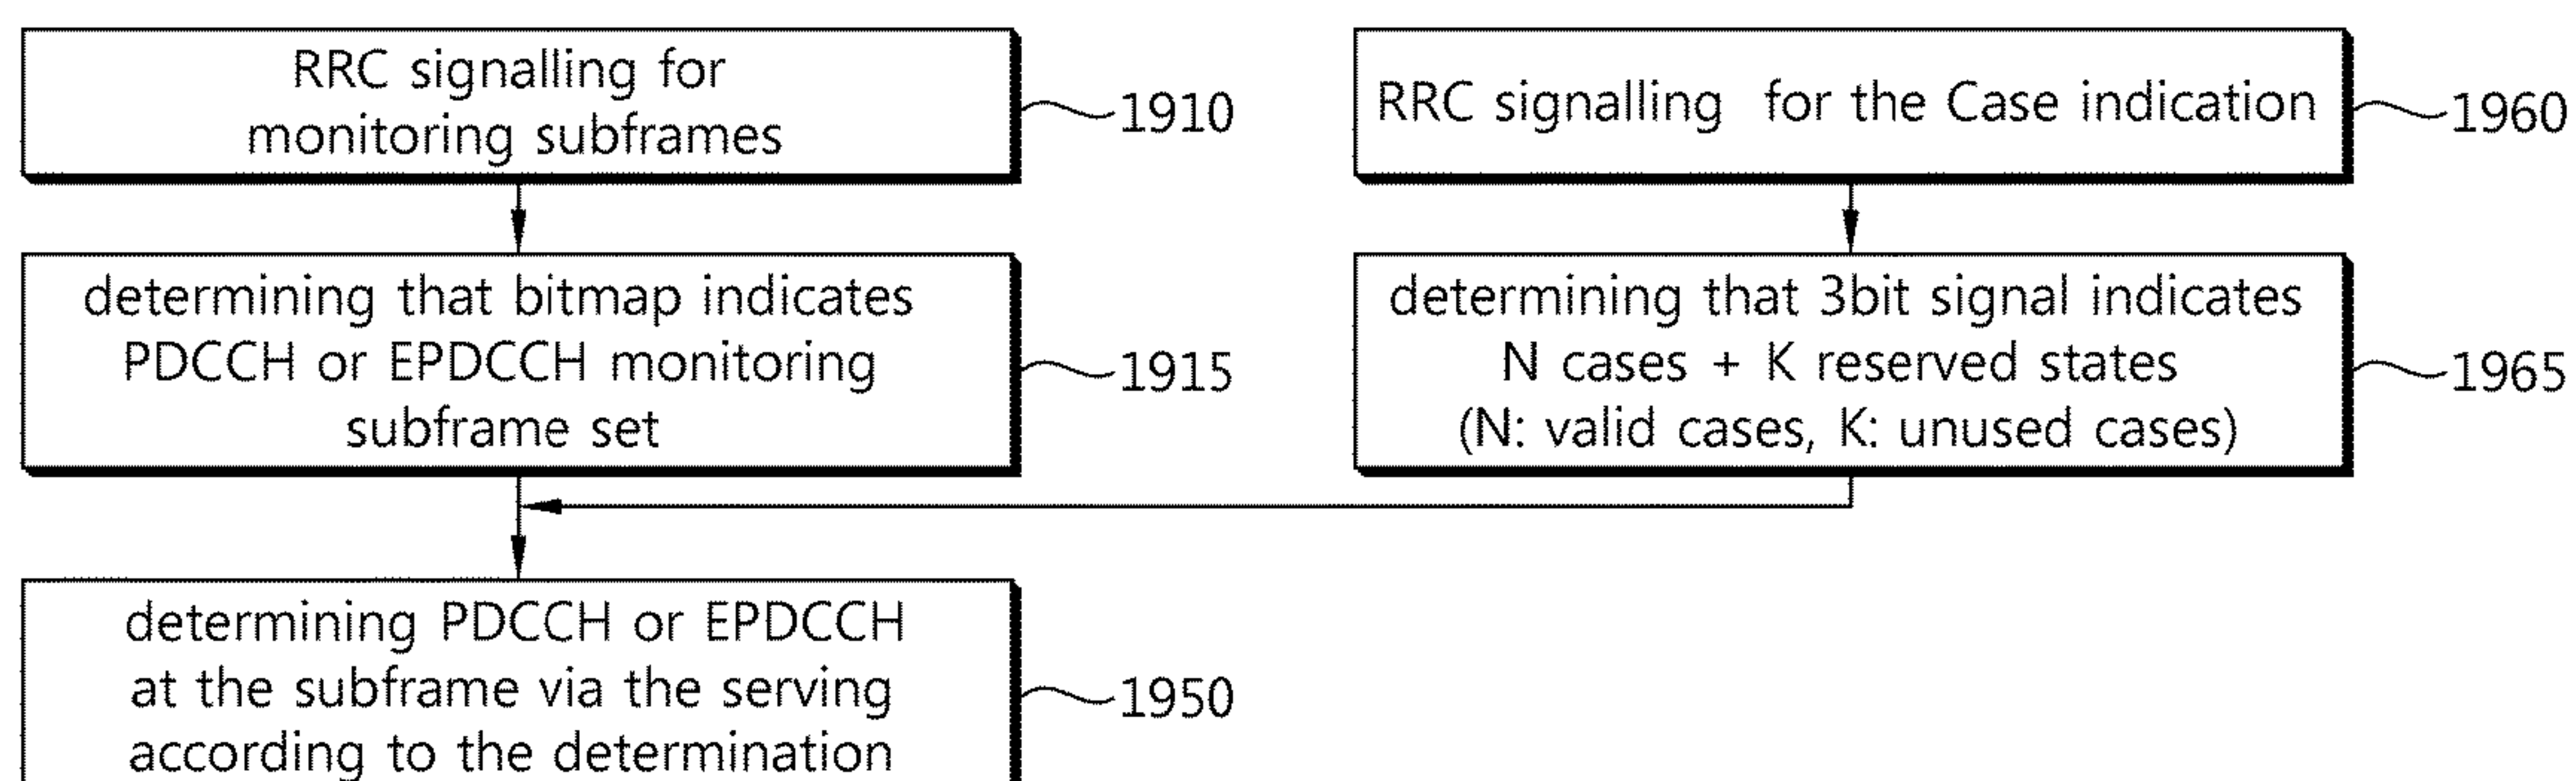 RRC signalling for
monitoring subframes
1910
RRC signalling for the Case indication
1960
determining that bitmap indicates
PDCCH or EPDCCH monitoring
subframe set
1915
determining that 3bit signal indicates
N cases + K reserved states
(N: valid cases, K: unused cases)
1965
determining PDCCH or EPDCCH
at the subframe via the serving
according to the determination
1950